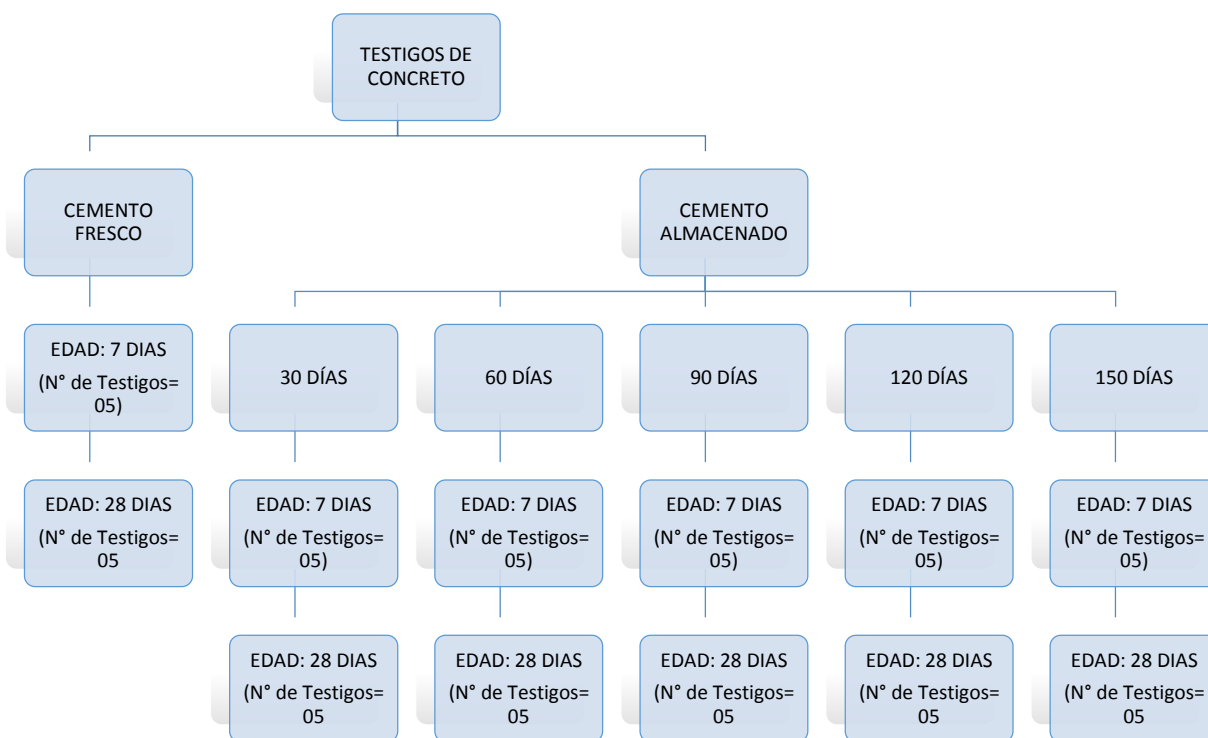 TESTIGOS DE
CONCRETO
CEMENTO
FRESCO
CEMENTO
ALMACENADO
EDAD: 7 DIAS
(N° de Testigos=
05)
30 DÍAS
60 DÍAS
90 DÍAS
120 DÍAS
150 DÍAS
EDAD: 28 DIAS
(N° de Testigos=
05
EDAD: 7 DIAS
(N° de Testigos=
05)
EDAD: 7 DIAS
(N° de Testigos=
05)
EDAD: 7 DIAS
(N° de Testigos=
05)
EDAD: 7 DIAS
(N° de Testigos=
05)
EDAD: 7 DIAS
(N° de Testigos=
05)
EDAD: 28 DIAS
(N° de Testigos=
05
EDAD: 28 DIAS
(N° de Testigos=
05
EDAD: 28 DIAS
(N° de Testigos=
05
EDAD: 28 DIAS
(N° de Testigos=
05
EDAD: 28 DIAS
(N° de Testigos=
05